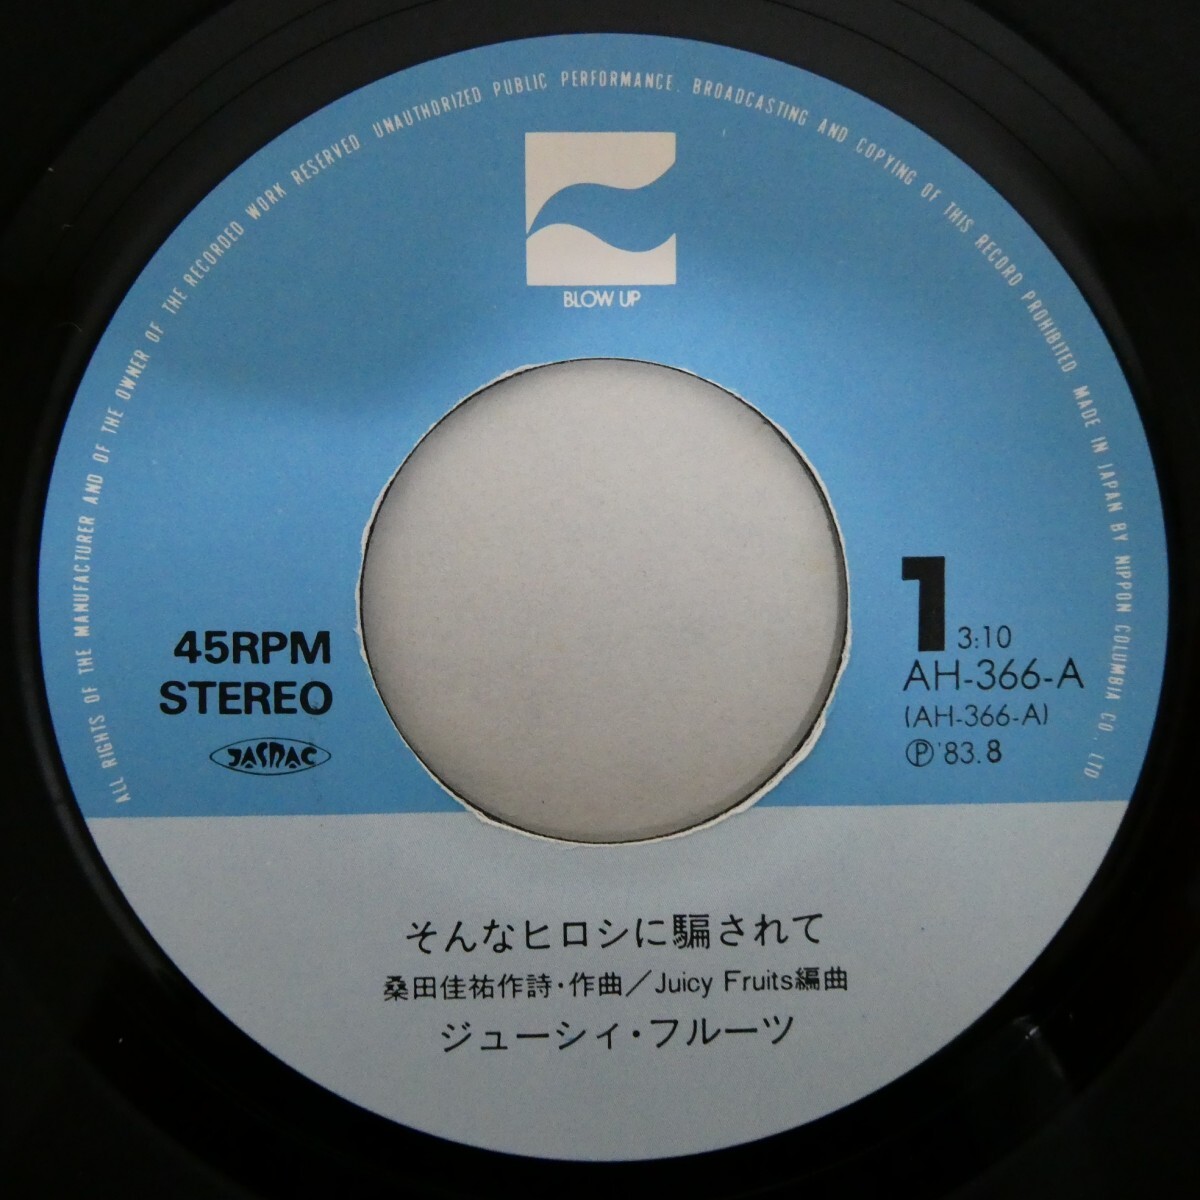 ALL RIGHTS OF THE MANUFACTURER AND OF THE OWNER OF THE RECORDED WORK RESERVED UNAUTHORIZED PUBLIC PERFORMANCE. BROADCASTING AND COPYING OF THIS RECORD PROHIBITED. MADE IN JAPAN BY NIPPON COLUMBIA CO., LTD
BLOW UP
45RPM
STEREO
JASRAC
1 3:10
AH-366-A
(AH-366-A)
Ⓟ '83.8
そんなヒロシに騙されて
桑田佳祐作詩・作曲／Juicy Fruits編曲
ジューシィ・フルーツ